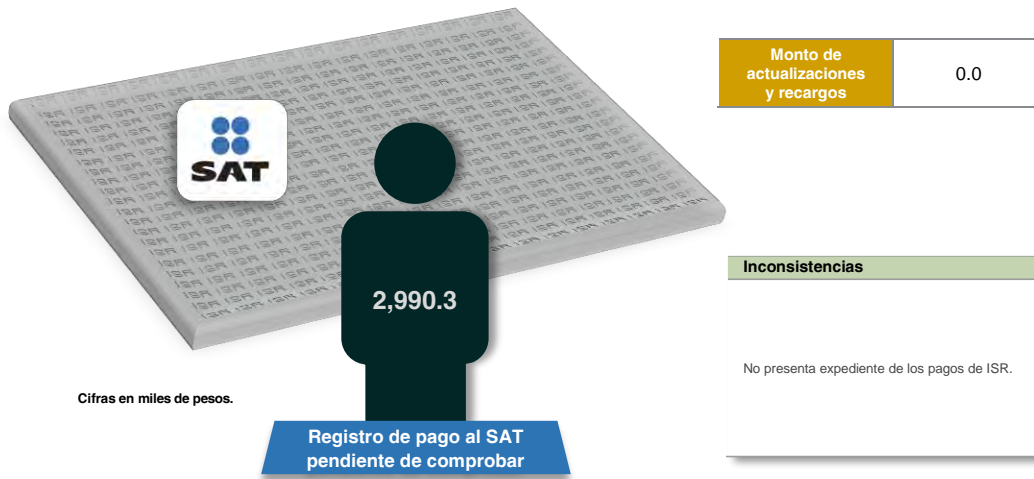 Monto de
actualizaciones
y recargos
0.0
SAT
2,990.3
Inconsistencias
No presenta expediente de los pagos de ISR.
Cifras en miles de pesos.
Registro de pago al SAT
pendiente de comprobar